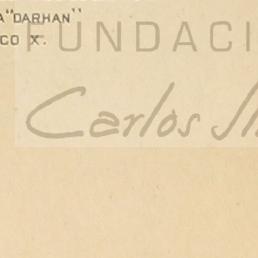 A "DARHAN"
CO X.
FUNDACI
Carlos Sl